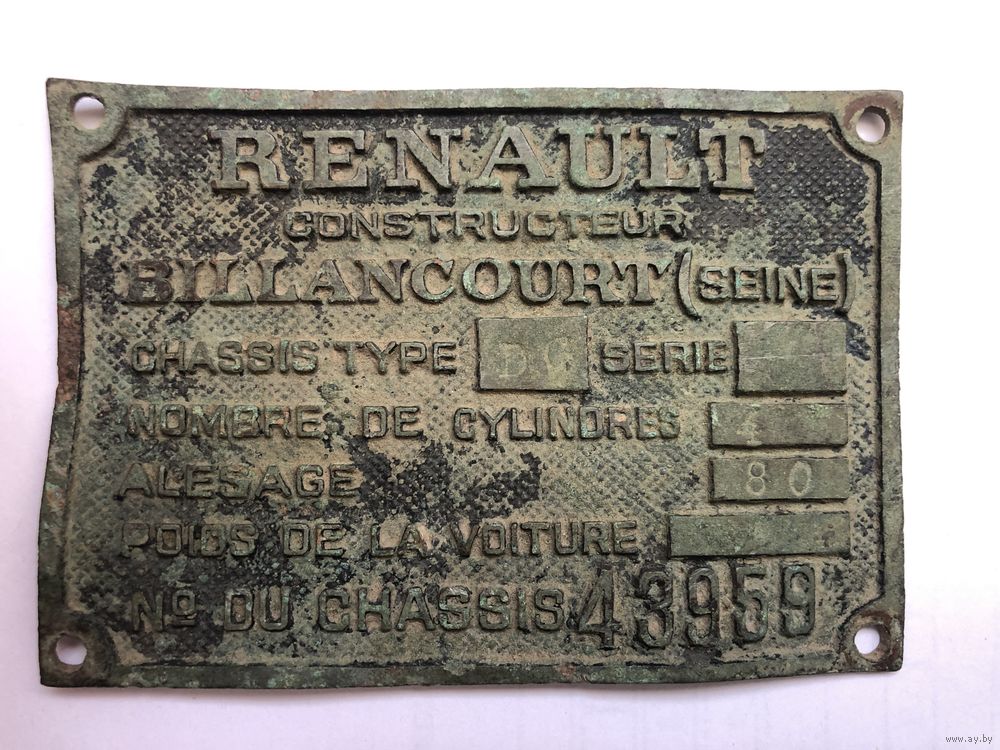 RENAULT
CONSTRUCTEUR
BILLANCOURT (SEINE)
CHASSIS TYPE SERIE
NOMBRE DE CYLINDRES
ALESAGE 80
POIDS DE LA VOITURE
Nº DU CHASSIS 43959
www.ay.by